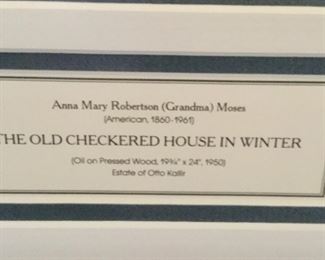 Anna Mary Robertson (Grandma) Moses
(American, 1860-1961)
THE OLD CHECKERED HOUSE IN WINTER
(Oil on Pressed Wood, 19¾" x 24", 1950)
Estate of Otto Kallir